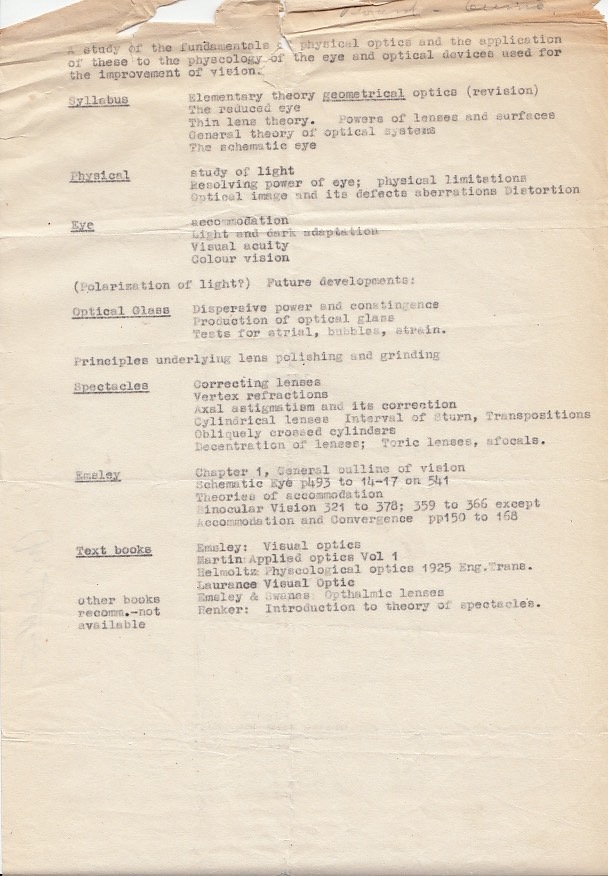 A study of the fundamentals of physical optics and the application
of these to the physcology of the eye and optical devices used for
the improvement of vision.
Syllabus Elementary theory geometrical optics (revision)
The reduced eye
Thin lens theory. Powers of lenses and surfaces
General theory of optical systems
The schematic eye
Physical study of light
Resolving power of eye; physical limitations
Optical image and its defects aberrations Distortion
Eye accommodation
Light and dark adaptation
Visual acuity
Colour vision
(Polarization of light?) Future developments:
Optical Glass Dispersive power and constingence
Production of optical glass
Tests for strial, bubbles, strain.
Principles underlying lens polishing and grinding
Spectacles Correcting lenses
Vertex refractions
Axal astigmatism and its correction
Cylindrical lenses Interval of Sturn, Transpositions
Obliquely crossed cylinders
Decentration of lenses; Toric lenses, afocals.
Emsley Chapter 1, General outline of vision
Schematic Eye p493 to 14-17 on 541
Theories of accommodation
Binocular Vision 321 to 378; 359 to 366 except
Accommodation and Convergence pp150 to 168
Text books Emsley: Visual optics
Martin Applied optics Vol 1
Helmoltz Physcological optics 1925 Eng.Trans.
Laurance Visual Optic
other books Emsley & Swanas Opthalmic lenses
recomm.-not Henker: Introduction to theory of spectacles.
available